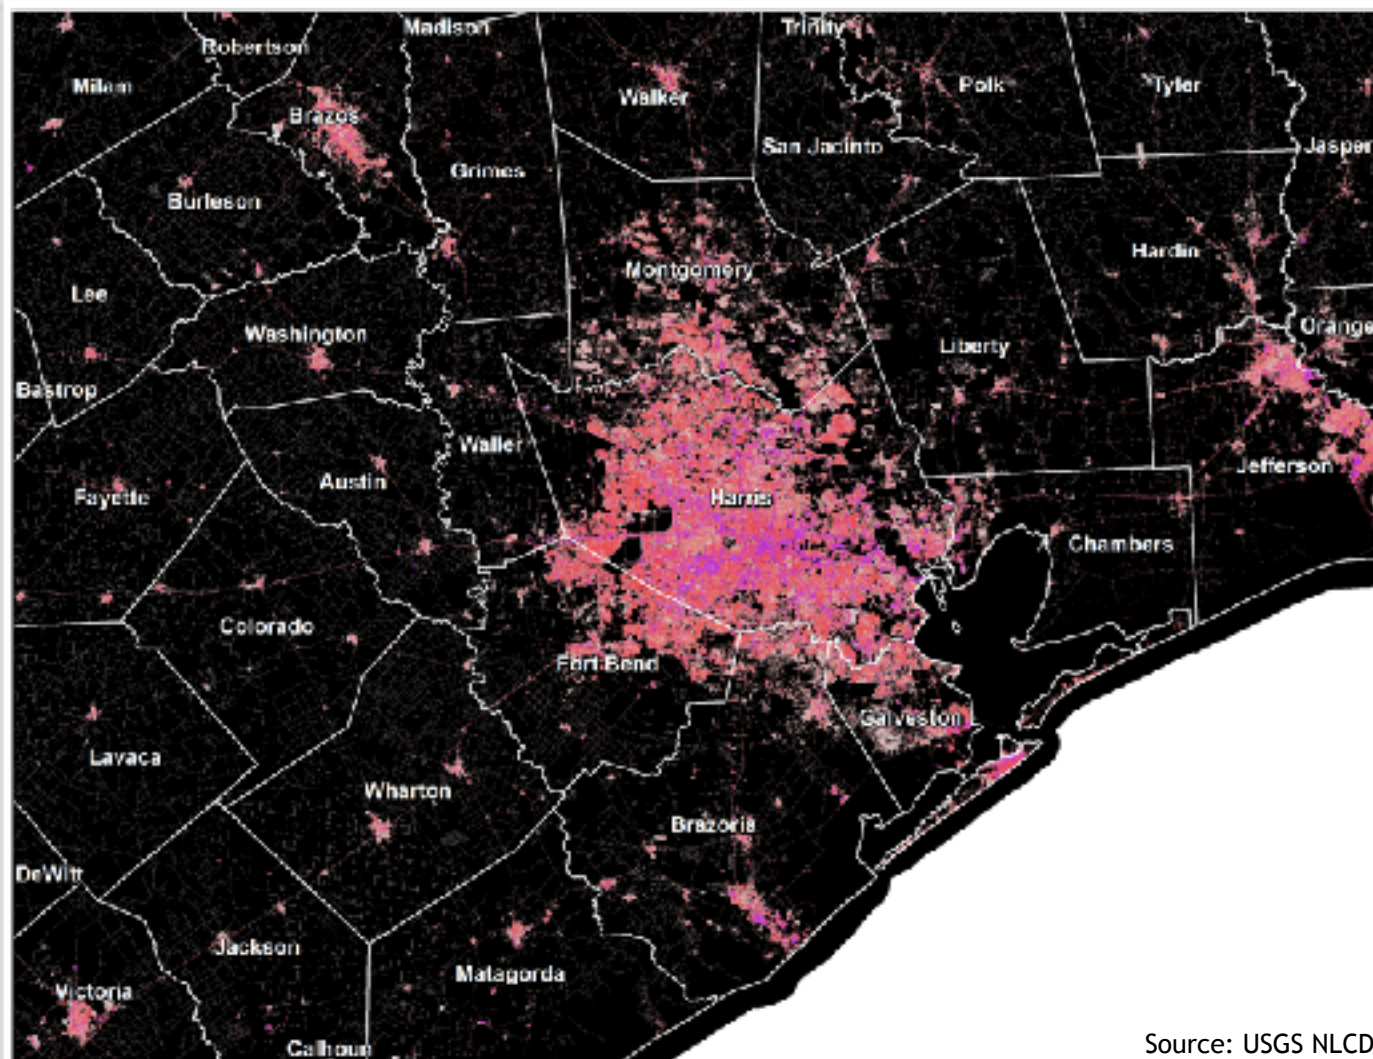 Madison
Trinity
Robertson
Milam
Walker
Polk
Tyler
Brazos
San Jacinto
Jasper
Grimes
Burleson
Montgomery
Hardin
Lee
Washington
Orange
Liberty
Bastrop
Waller
Jefferson
Fayette
Austin
Harris
Chambers
Colorado
Fort Bend
Galveston
Lavaca
Wharton
Brazoria
DeWitt
Jackson
Matagorda
Victoria
Calhoun
Source: USGS NLCD